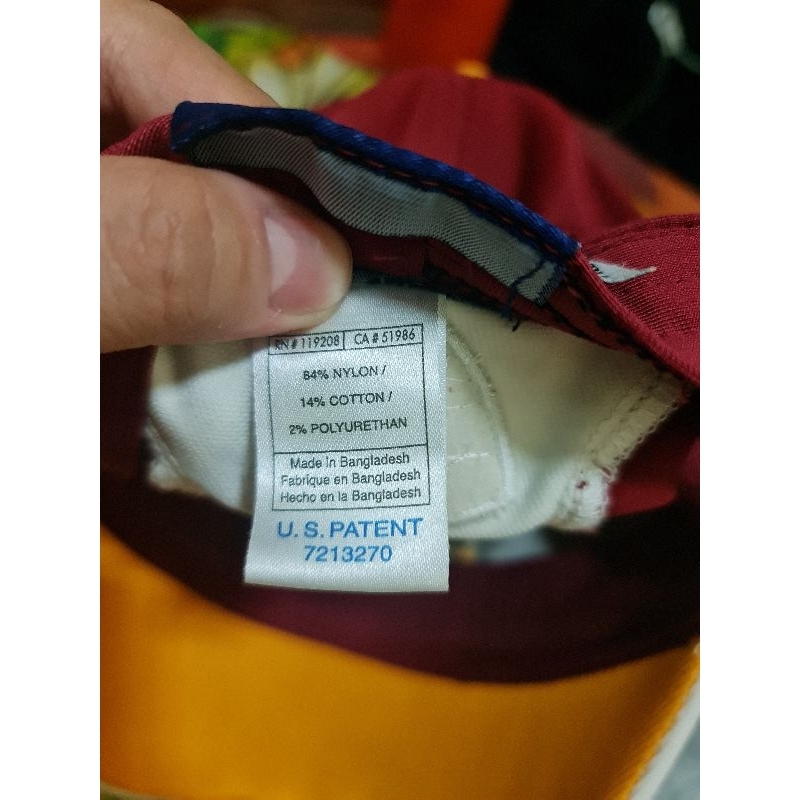 RN # 119208 CA # 51986
84% NYLON /
14% COTTON /
2% POLYURETHAN
Made in Bangladesh
Fabrique en Bangladesh
Hecho en la Bangladesh
U.S. PATENT
7213270